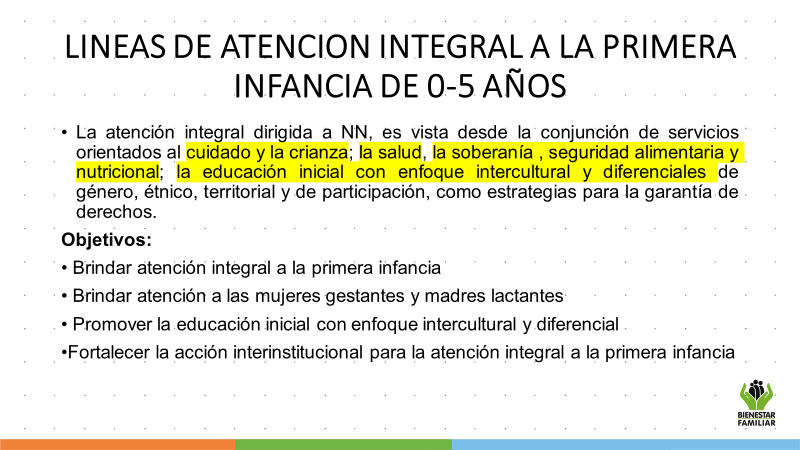 LINEAS DE ATENCION INTEGRAL A LA PRIMERA
INFANCIA DE 0-5 AÑOS
• La atención integral dirigida a NN, es vista desde la conjunción de servicios
orientados al cuidado y la crianza; la salud, la soberanía , seguridad alimentaria y
nutricional; la educación inicial con enfoque intercultural y diferenciales de
género, étnico, territorial y de participación, como estrategias para la garantía de
derechos.
Objetivos:
• Brindar atención integral a la primera infancia
• Brindar atención a las mujeres gestantes y madres lactantes
• Promover la educación inicial con enfoque intercultural y diferencial
•Fortalecer la acción interinstitucional para la atención integral a la primera infancia
BIENESTAR
FAMILIAR